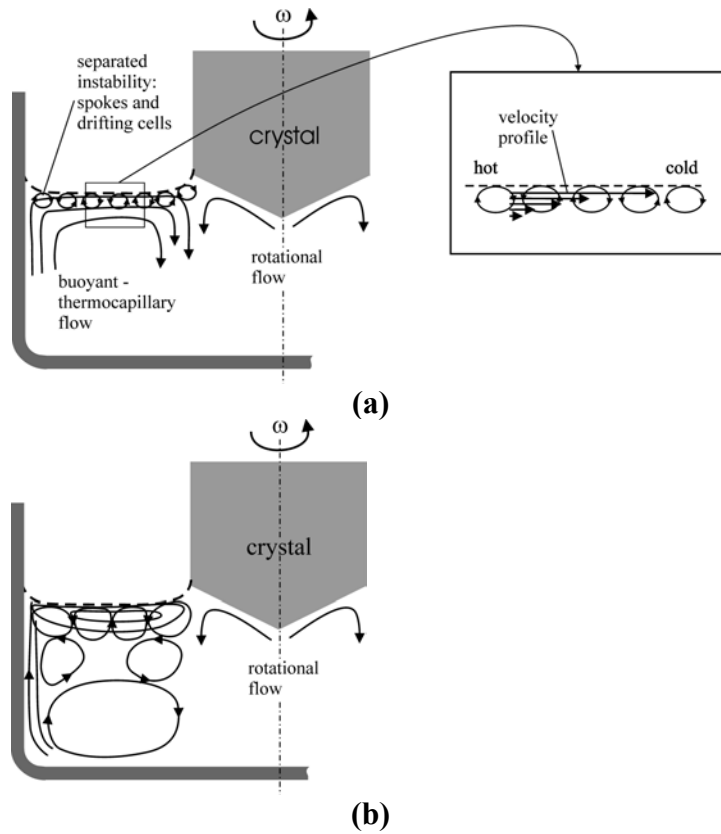 ω
separated
instability:
spokes and
drifting cells
crystal
velocity
profile
hot
cold
rotational
flow
buoyant -
thermocapillary
flow
(a)
ω
crystal
rotational
flow
(b)